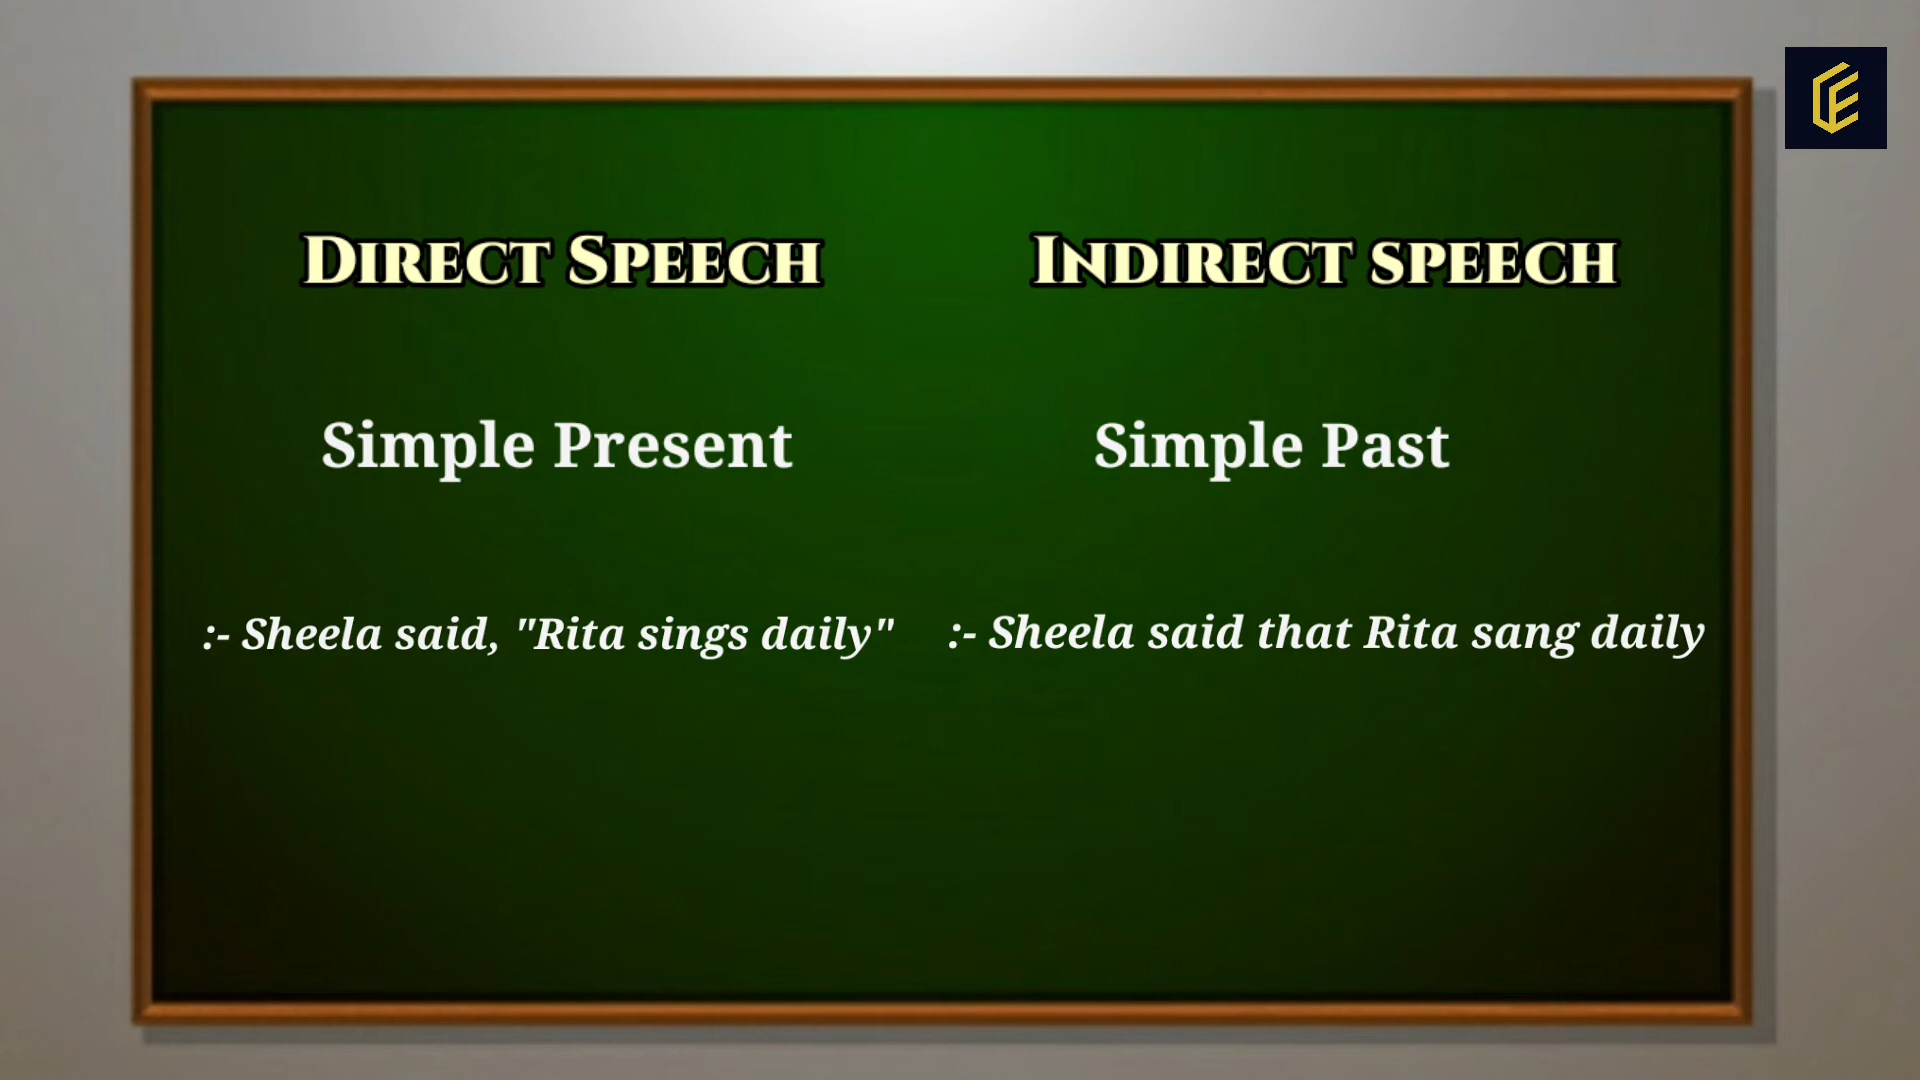 Direct Speech
Indirect speech
Simple Present
Simple Past
:- Sheela said, "Rita sings daily"
:- Sheela said that Rita sang daily